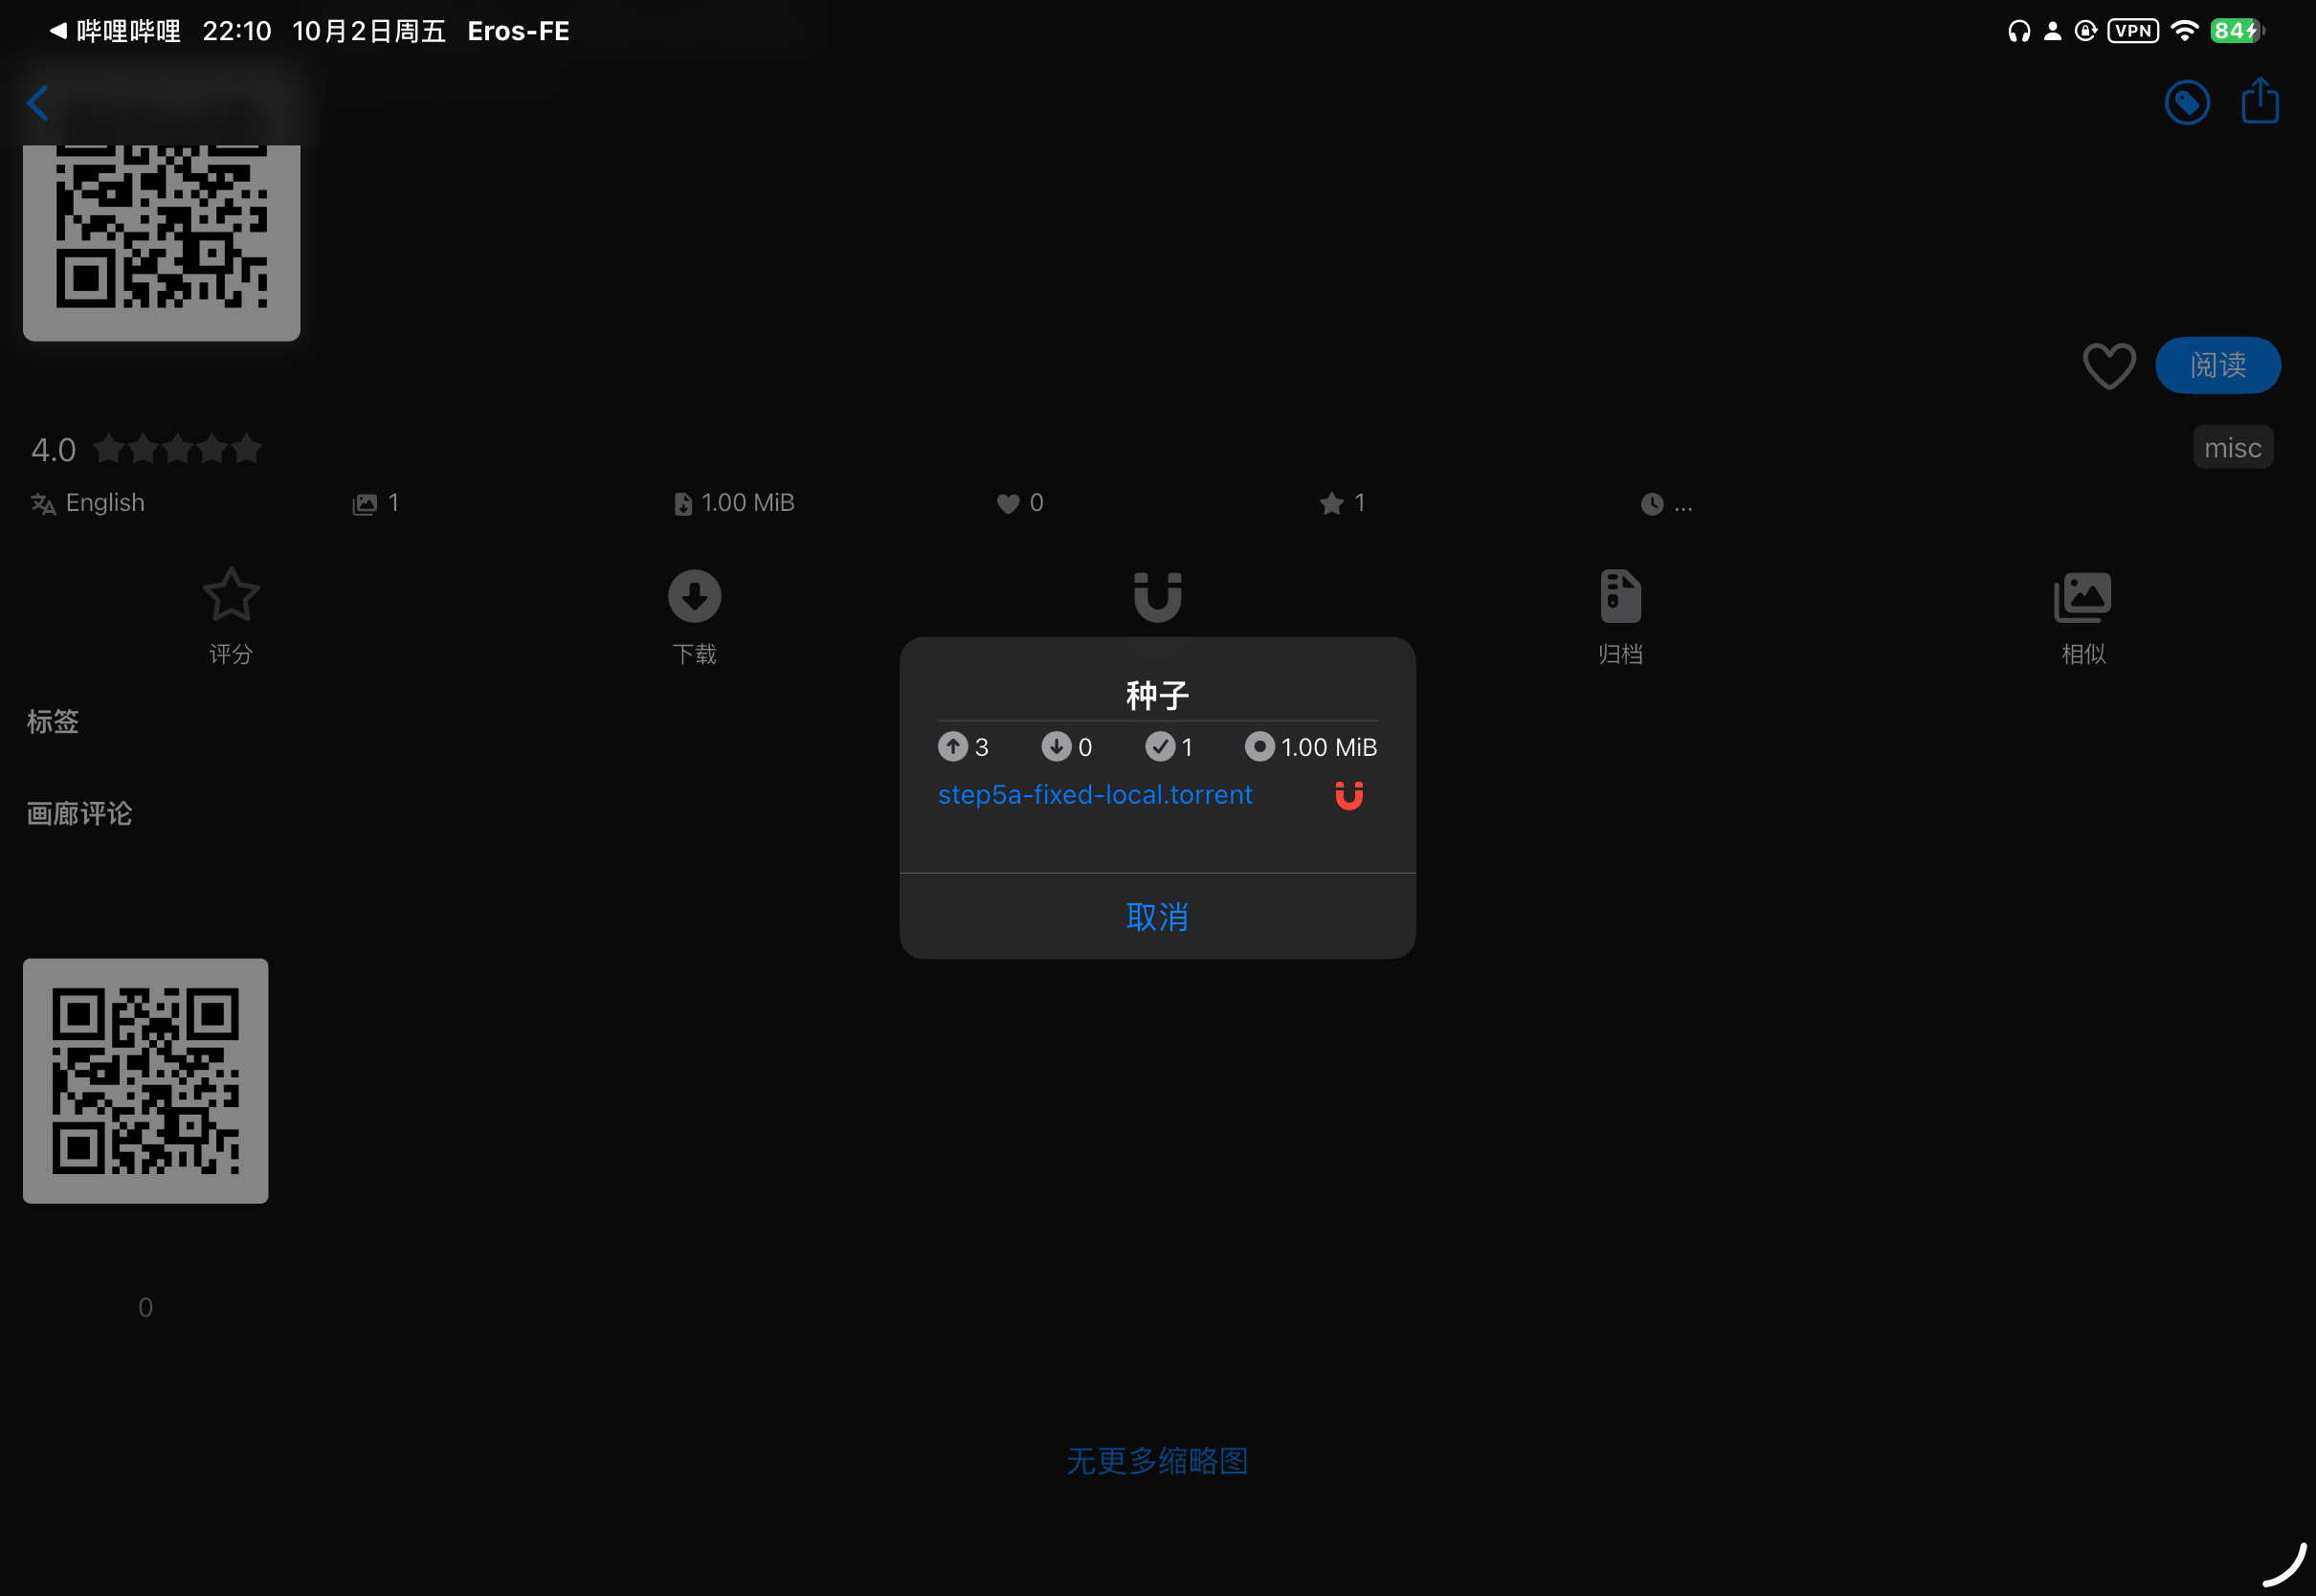 哔哩哔哩 22:10 10月2日周五 Eros-FE VPN 84
阅读
4.0 misc
English 1 1.00 MiB 0 1 ...
评分 下载 归档 相似
标签
种子
3 0 1 1.00 MiB
step5a-fixed-local.torrent
画廊评论
取消
0
无更多缩略图